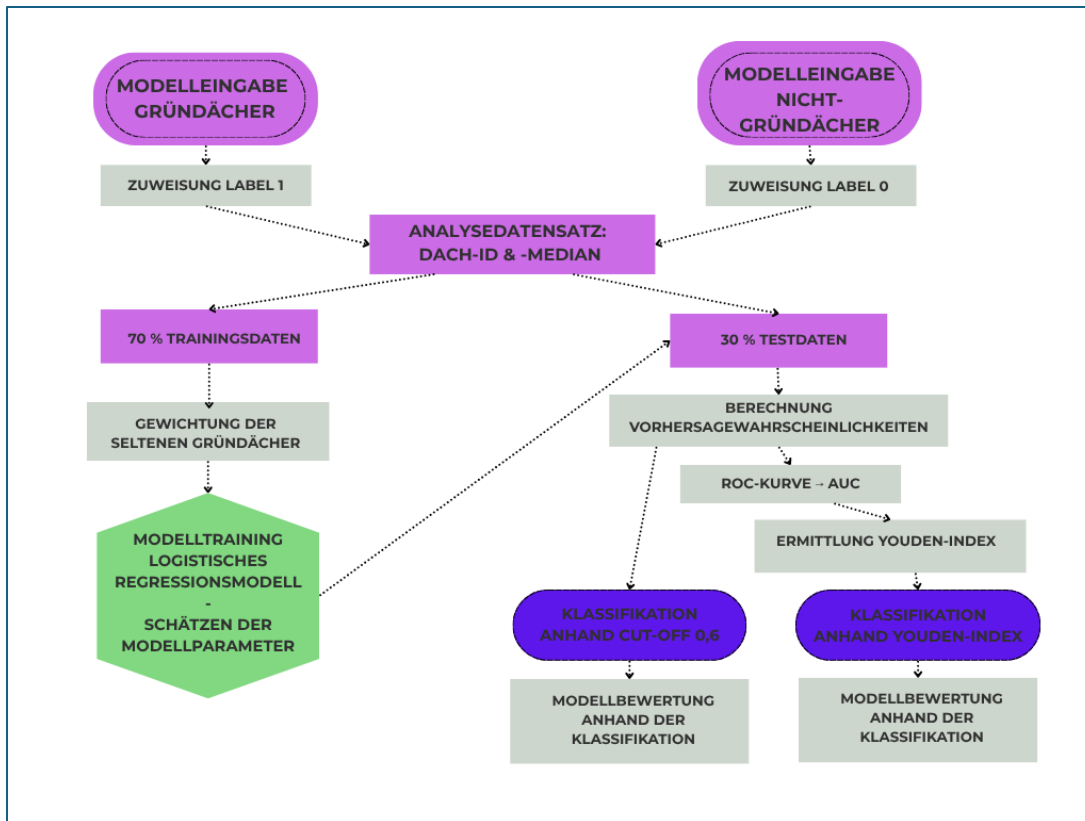 MODELLEINGABE
GRÜNDÄCHER
MODELLEINGABE
NICHT-
GRÜNDÄCHER
ZUWEISUNG LABEL 1
ZUWEISUNG LABEL 0
ANALYSEDATENSATZ:
DACH-ID & -MEDIAN
70 % TRAININGSDATEN
30 % TESTDATEN
GEWICHTUNG DER
SELTENEN GRÜNDÄCHER
BERECHNUNG
VORHERSAGEWAHRSCHEINLICHKEITEN
ROC-KURVE → AUC
ERMITTLUNG YOUDEN-INDEX
MODELLTRAINING
LOGISTISCHES
REGRESSIONSMODELL
-
SCHÄTZEN DER
MODELLPARAMETER
KLASSIFIKATION
ANHAND CUT-OFF 0,6
KLASSIFIKATION
ANHAND YOUDEN-INDEX
MODELLBEWERTUNG
ANHAND DER
KLASSIFIKATION
MODELLBEWERTUNG
ANHAND DER
KLASSIFIKATION